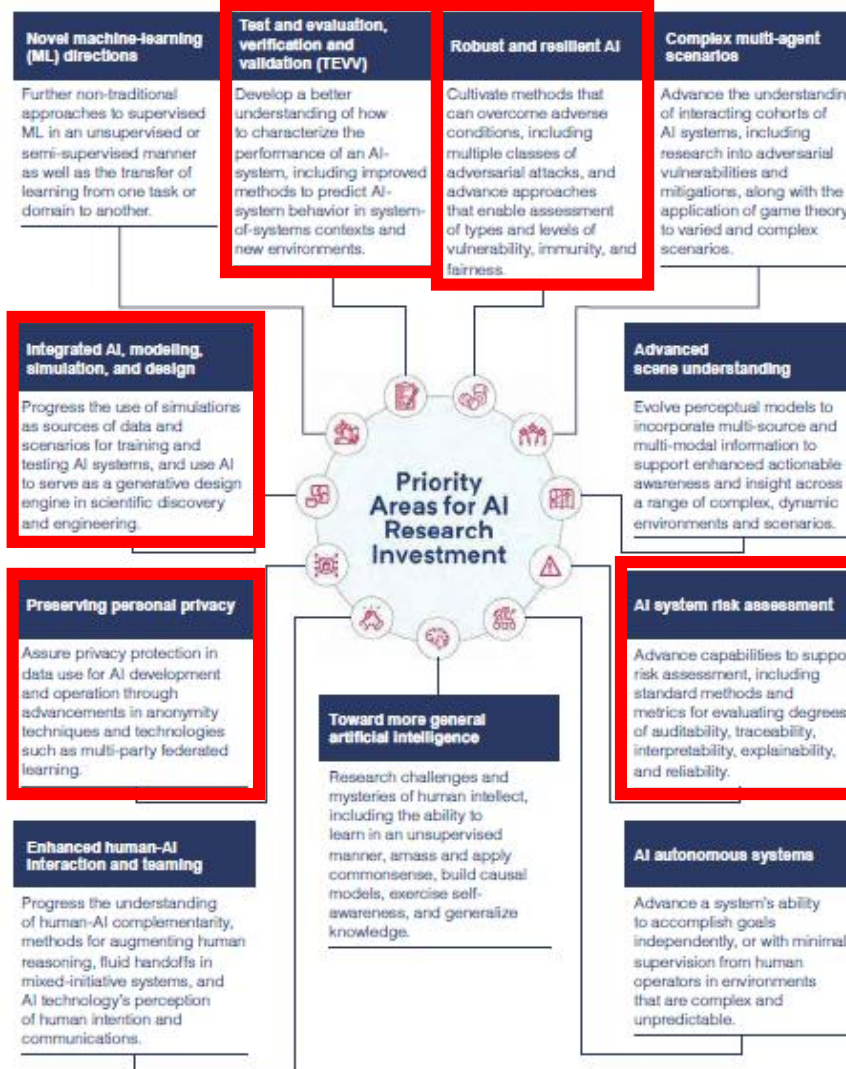 Novel machine-learning
(ML) directions
Further non-traditional
approaches to supervised
ML in an unsupervised or
semi-supervised manner
as well as the transfer of
learning from one task or
domain to another.
Test and evaluation,
verification and
validation (TEVV)
Develop a better
understanding of how
to characterize the
performance of an AI-
system, including improved
methods to predict AI-
system behavior in system-
of-systems contexts and
new environments.
Robust and resilient AI
Cultivate methods that
can overcome adverse
conditions, including
multiple classes of
adversarial attacks, and
advance approaches
that enable assessment
of types and levels of
vulnerability, immunity, and
fairness.
Complex multi-agent
scenarios
Advance the understandin
of interacting cohorts of
AI systems, including
research into adversarial
vulnerabilities and
mitigations, along with the
application of game theory
to varied and complex
scenarios.
Integrated AI, modeling,
simulation, and design
Progress the use of simulations
as sources of data and
scenarios for training and
testing AI systems, and use AI
to serve as a generative design
engine in scientific discovery
and engineering.
Priority
Areas for AI
Research
Investment
Advanced
scene understanding
Evolve perceptual models to
incorporate multi-source and
multi-modal information to
support enhanced actionable
awareness and insight across
a range of complex, dynamic
environments and scenarios.
Preserving personal privacy
Assure privacy protection in
data use for AI development
and operation through
advancements in anonymity
techniques and technologies
such as multi-party federated
learning.
AI system risk assessment
Advance capabilities to suppo
risk assessment, including
standard methods and
metrics for evaluating degrees
of auditability, traceability,
interpretability, explainability,
and reliability.
Toward more general
artificial intelligence
Research challenges and
mysteries of human intellect,
including the ability to
learn in an unsupervised
manner, amass and apply
commonsense, build causal
models, exercise self-
awareness, and generalize
knowledge.
Enhanced human-AI
interaction and teaming
Progress the understanding
of human-AI complementarity,
methods for augmenting human
reasoning, fluid handoffs in
mixed-initiative systems, and
AI technology's perception
of human intention and
communications.
AI autonomous systems
Advance a system's ability
to accomplish goals
independently, or with minimal
supervision from human
operators in environments
that are complex and
unpredictable.